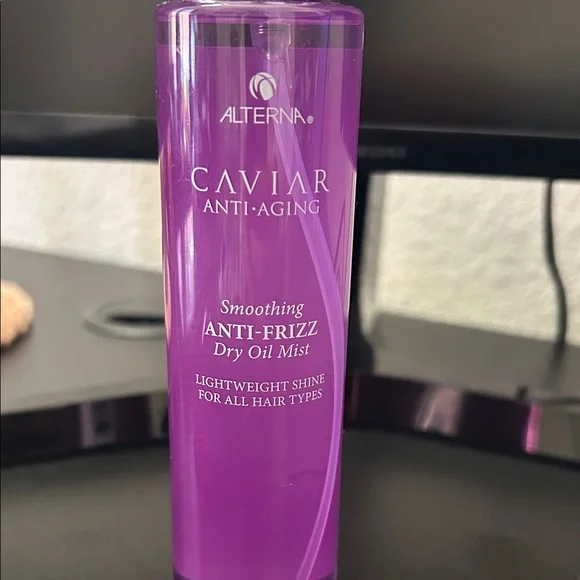 ALTERNA®
CAVIAR
ANTI·AGING
Smoothing
ANTI-FRIZZ
Dry Oil Mist
LIGHTWEIGHT SHINE
FOR ALL HAIR TYPES